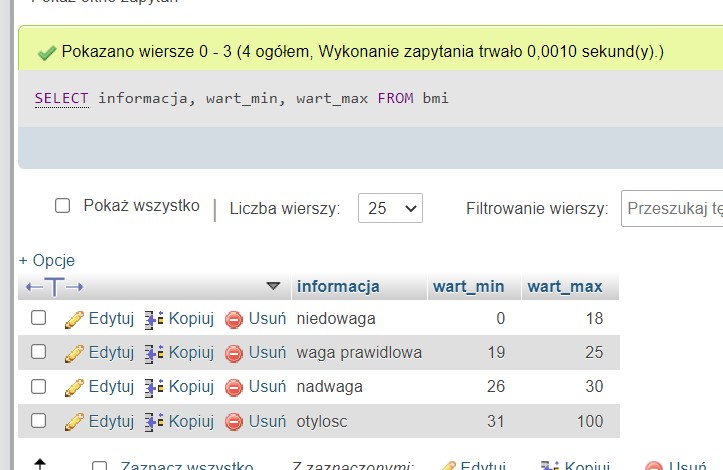 Pokaż okno zapytań
Pokazano wiersze 0 - 3 (4 ogółem, Wykonanie zapytania trwało 0,0010 sekund(y).)
SELECT informacja, wart_min, wart_max FROM bmi
Pokaż wszystko | Liczba wierszy: 25 Filtrowanie wierszy: Przeszukaj tę
+ Opcje
←T→ informacja wart_min wart_max
Edytuj Kopiuj Usuń niedowaga 0 18
Edytuj Kopiuj Usuń waga prawidlowa 19 25
Edytuj Kopiuj Usuń nadwaga 26 30
Edytuj Kopiuj Usuń otylosc 31 100
Zaznacz wszystko Z zaznaczonymi: Edytuj Kopiuj Usuń